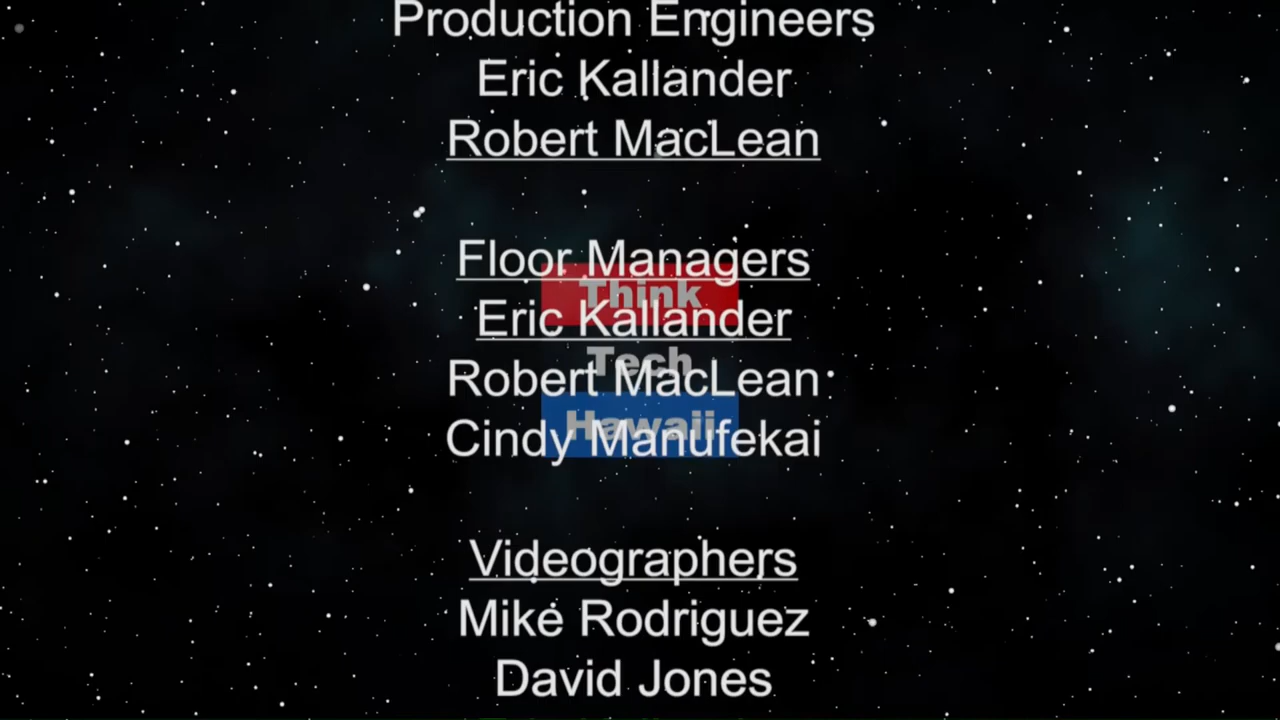 Production Engineers
Eric Kallander
Robert MacLean
Floor Managers
Think
Eric Kallander
Tech
Robert MacLean
Hawaii
Cindy Manufekai
Videographers
Mike Rodriguez
David Jones